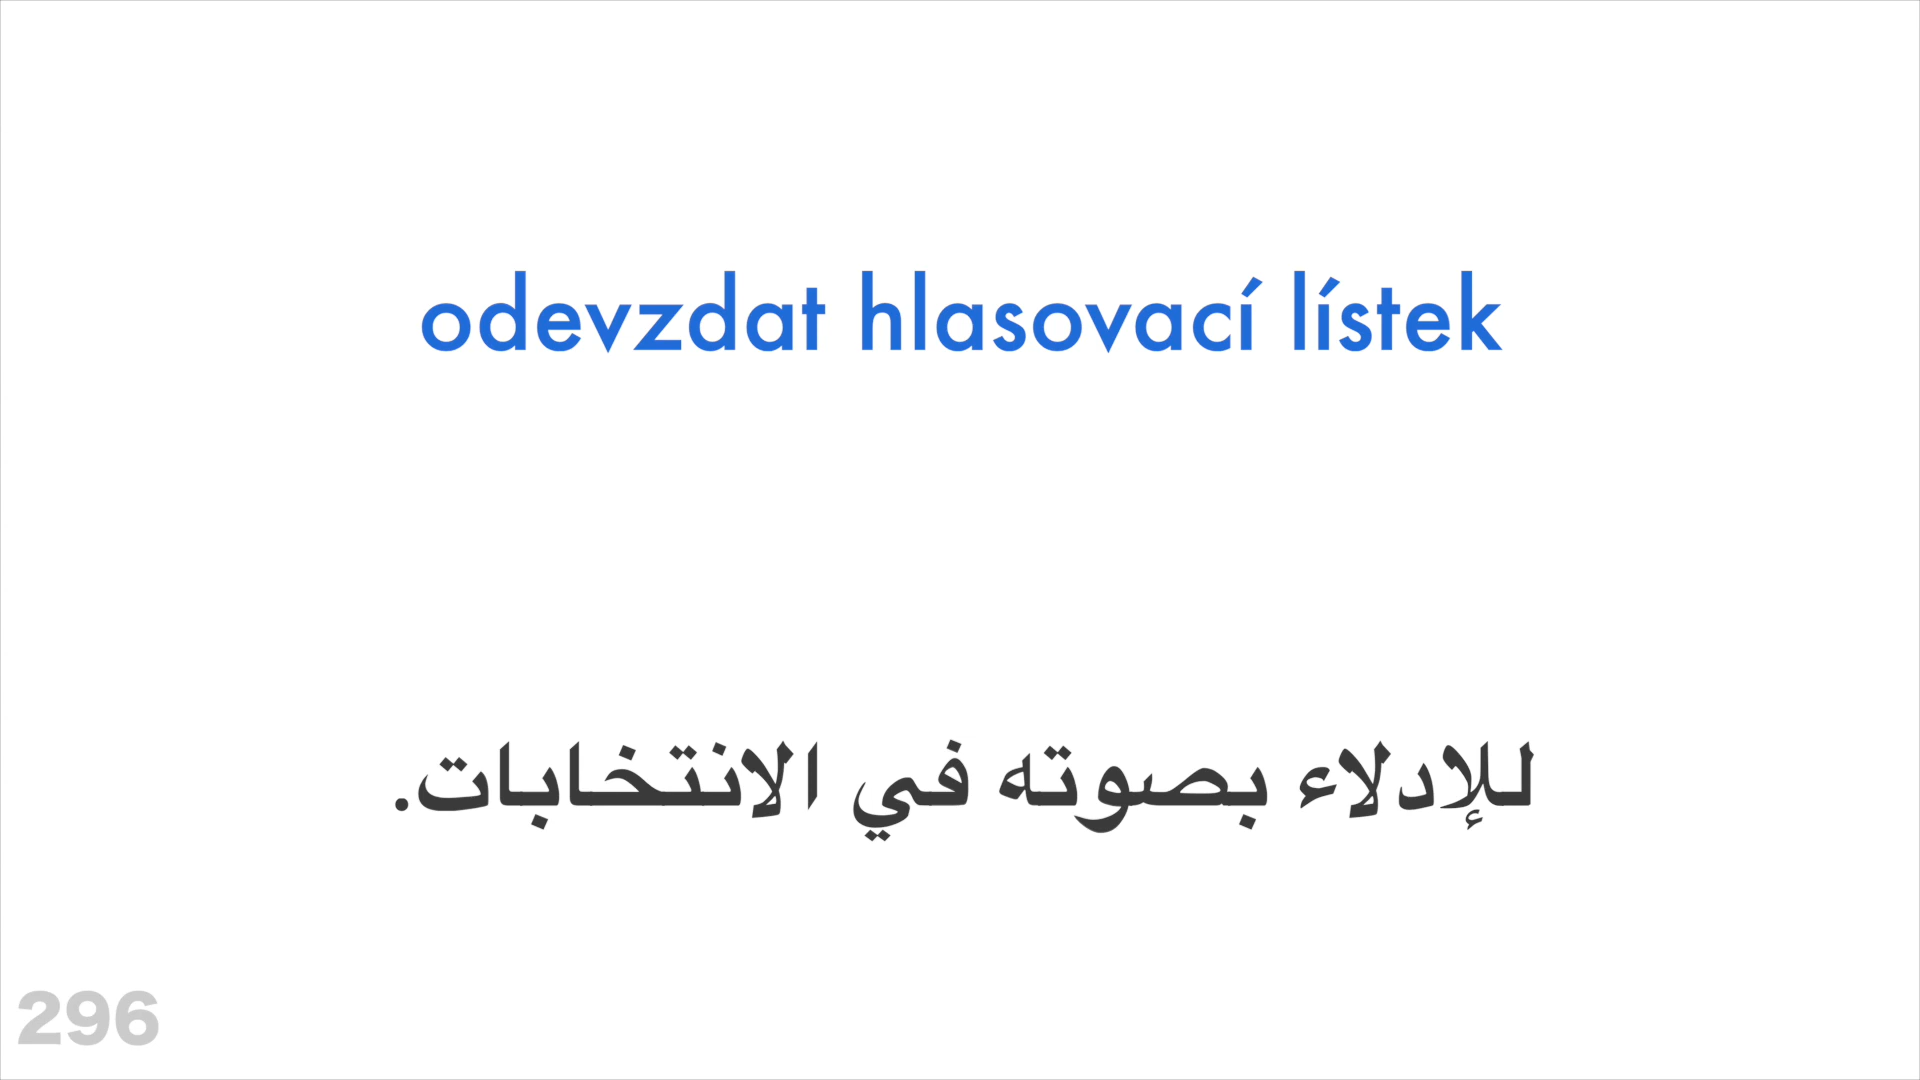 odevzdat hlasovací lístek
للإدلاء بصوته في الانتخابات.
296